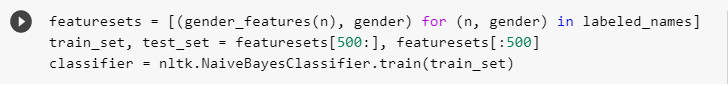 featuresets = [(gender_features(n), gender) for (n, gender) in labeled_names]
train_set, test_set = featuresets[500:], featuresets[:500]
classifier = nltk.NaiveBayesClassifier.train(train_set)